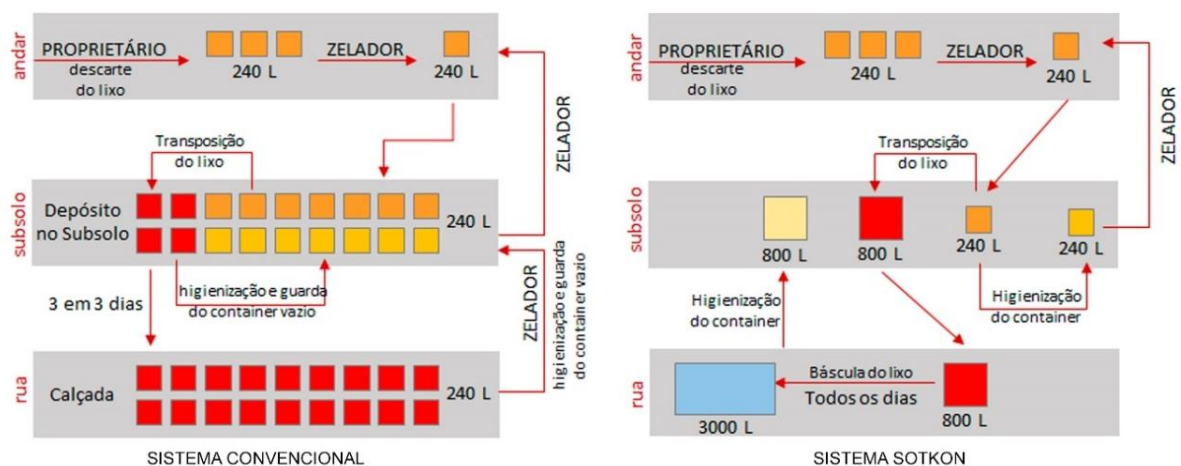 andar
PROPRIETÁRIO
descarte
do lixo
240 L
ZELADOR
240 L
ZELADOR
Transposição
do lixo
subsolo
Depósito
no Subsolo
240 L
3 em 3 dias
higienização e guarda
do container vazio
ZELADOR
higienização e guarda
do container vazio
rua
Calçada
240 L
SISTEMA CONVENCIONAL
andar
PROPRIETÁRIO
descarte
do lixo
240 L
ZELADOR
240 L
ZELADOR
Transposição
do lixo
subsolo
800 L
800 L
240 L
240 L
Higienização
do container
Higienização
do container
rua
3000 L
Báscula do lixo
Todos os dias
800 L
SISTEMA SOTKON